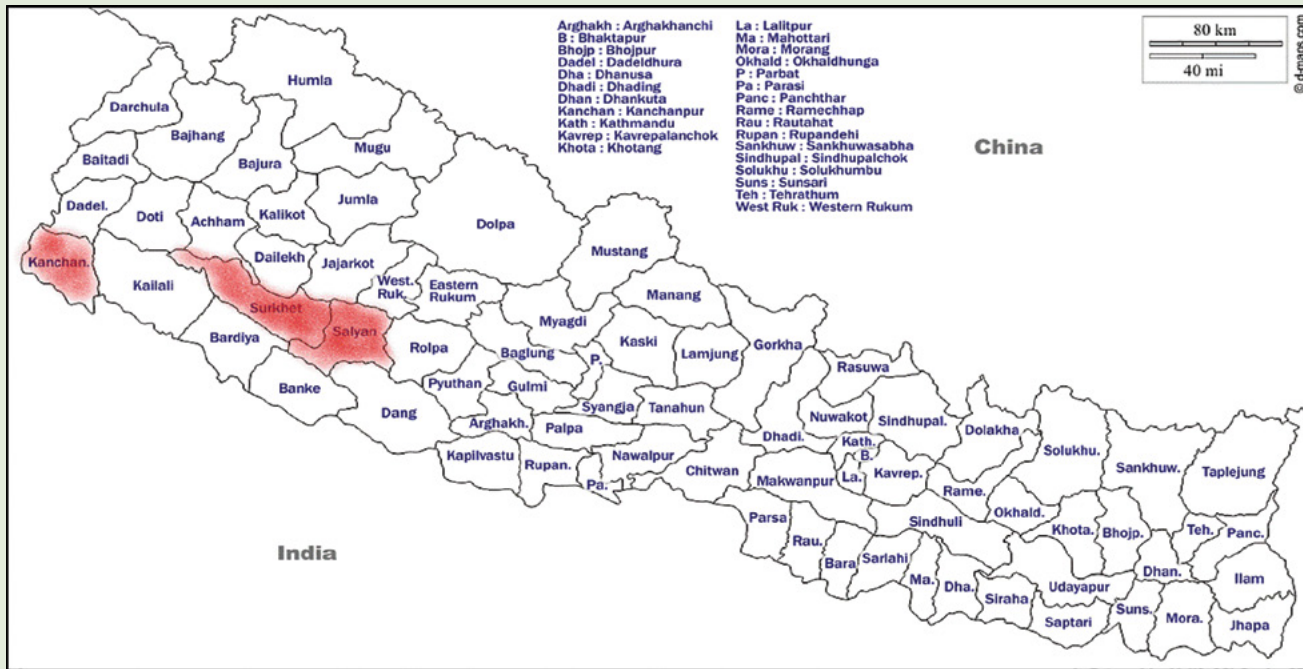 Arghakh : Arghakhanchi
B : Bhaktapur
Bhojp : Bhojpur
Dadel : Dadeldhura
Dha : Dhanusa
Dhadi : Dhading
Dhan : Dhankuta
Kanchan : Kanchanpur
Kath : Kathmandu
Kavrep : Kavrepalanchok
Khota : Khotang
La : Lalitpur
Ma : Mahottari
Mora : Morang
Okhald : Okhaldhunga
P : Parbat
Pa : Parasi
Panc : Panchthar
Rame : Ramechhap
Rau : Rautahat
Rupan : Rupandehi
Sankhuw : Sankhuwasabha
Sindhupal : Sindhupalchok
Solukhu : Solukhumbu
Suns : Sunsari
Teh : Tehrathum
West Ruk : Western Rukum
80 km
40 mi
© d-maps.com
China
India
Humla
Darchula
Bajhang
Mugu
Baitadi
Bajura
Jumla
Dadel.
Doti
Achham
Kalikot
Dolpa
Kanchan.
Kailali
Dailekh
Jajarkot
West.
Ruk.
Eastern
Rukum
Mustang
Manang
Surkhet
Salyan
Bardiya
Banke
Rolpa
Myagdi
Baglung
P.
Kaski
Lamjung
Gorkha
Dang
Pyuthan
Gulmi
Syangja
Tanahun
Arghakh.
Palpa
Kapilvastu
Rupan.
Pa.
Nawalpur
Chitwan
Rasuwa
Nuwakot
Sindhupal.
Dolakha
Dhadi.
Kath.
B.
La.
Kavrep.
Makwanpur
Rame.
Solukhu.
Sankhuw.
Taplejung
Parsa
Rau.
Bara
Sarlahi
Sindhuli
Okhald.
Khota.
Bhojp.
Teh.
Panc.
Ma.
Dha.
Siraha
Udayapur
Saptari
Dhan.
Suns.
Mora.
Ilam
Jhapa